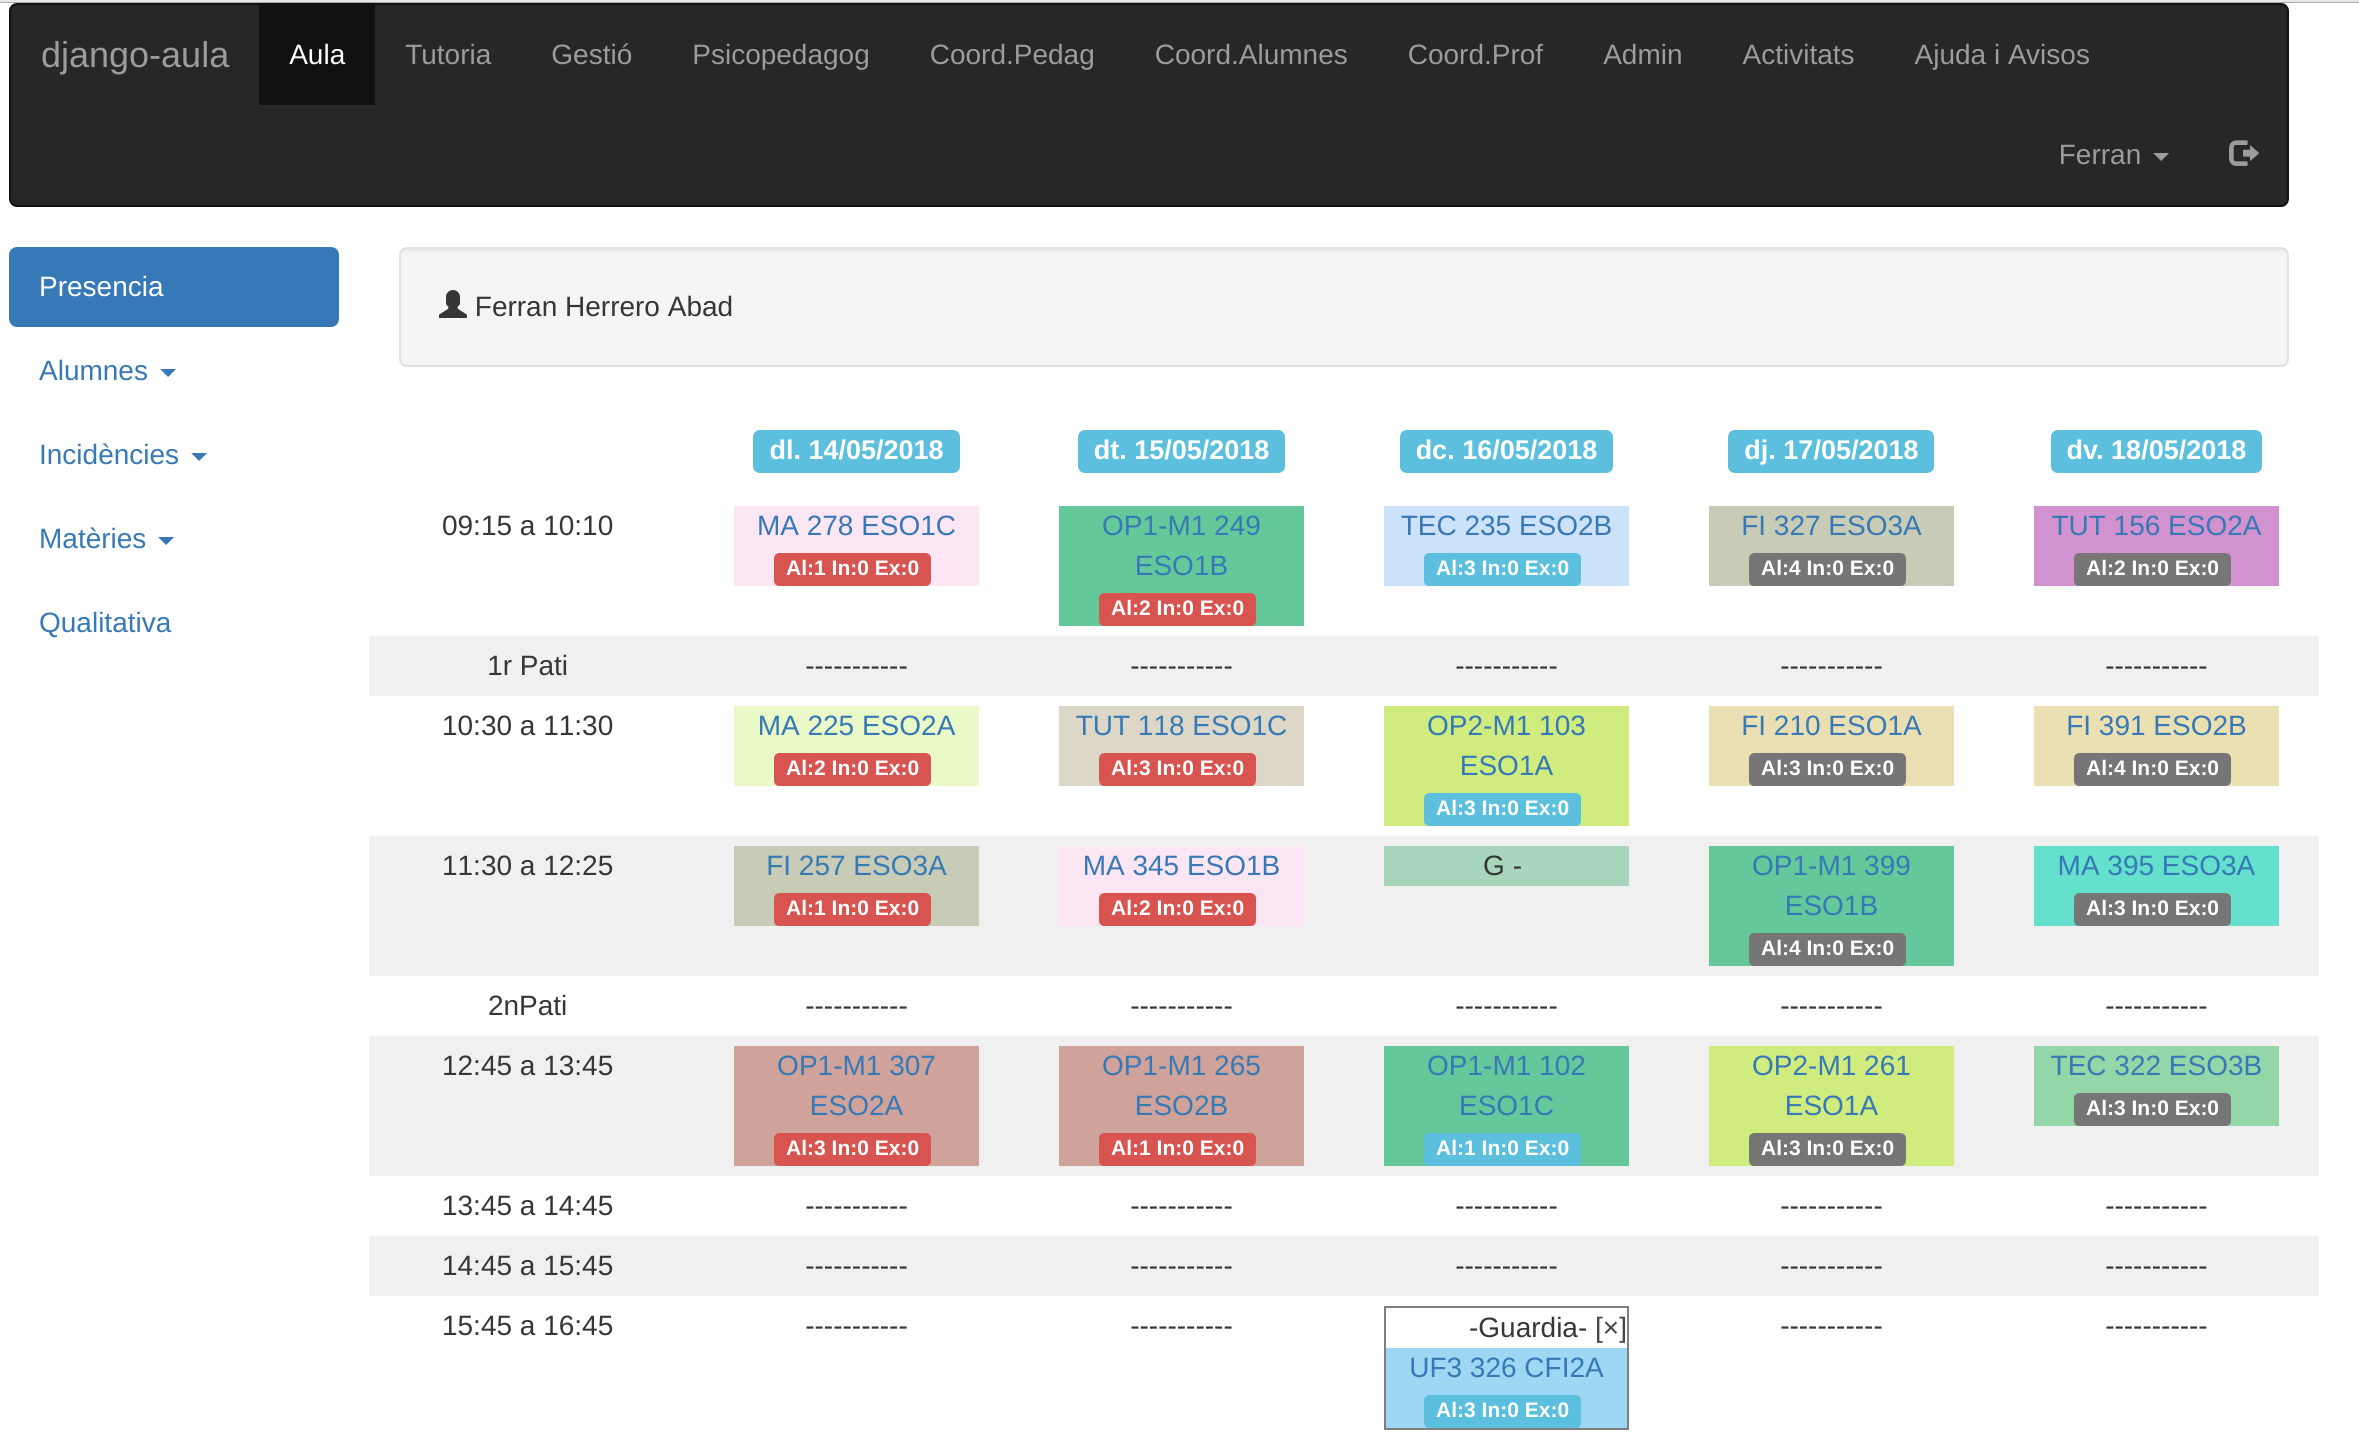 django-aula Aula Tutoria Gestió Psicopedagog Coord.Pedag Coord.Alumnes Coord.Prof Admin Activitats Ajuda i Avisos
Ferran
Presencia
Alumnes
Incidències
Matèries
Qualitativa
Ferran Herrero Abad
dl. 14/05/2018 dt. 15/05/2018 dc. 16/05/2018 dj. 17/05/2018 dv. 18/05/2018
09:15 a 10:10 MA 278 ESO1C OP1-M1 249 TEC 235 ESO2B FI 327 ESO3A TUT 156 ESO2A
Al:1 In:0 Ex:0 ESO1B Al:3 In:0 Ex:0 Al:4 In:0 Ex:0 Al:2 In:0 Ex:0
Al:2 In:0 Ex:0
1r Pati ----------- ----------- ----------- ----------- -----------
10:30 a 11:30 MA 225 ESO2A TUT 118 ESO1C OP2-M1 103 FI 210 ESO1A FI 391 ESO2B
Al:2 In:0 Ex:0 Al:3 In:0 Ex:0 ESO1A Al:3 In:0 Ex:0 Al:4 In:0 Ex:0
Al:3 In:0 Ex:0
11:30 a 12:25 FI 257 ESO3A MA 345 ESO1B G - OP1-M1 399 MA 395 ESO3A
Al:1 In:0 Ex:0 Al:2 In:0 Ex:0 ESO1B Al:3 In:0 Ex:0
Al:4 In:0 Ex:0
2nPati ----------- ----------- ----------- ----------- -----------
12:45 a 13:45 OP1-M1 307 OP1-M1 265 OP1-M1 102 OP2-M1 261 TEC 322 ESO3B
ESO2A ESO2B ESO1C ESO1A Al:3 In:0 Ex:0
Al:3 In:0 Ex:0 Al:1 In:0 Ex:0 Al:1 In:0 Ex:0 Al:3 In:0 Ex:0
13:45 a 14:45 ----------- ----------- ----------- ----------- -----------
14:45 a 15:45 ----------- ----------- ----------- ----------- -----------
15:45 a 16:45 ----------- ----------- -Guardia- [×] ----------- -----------
UF3 326 CFI2A
Al:3 In:0 Ex:0